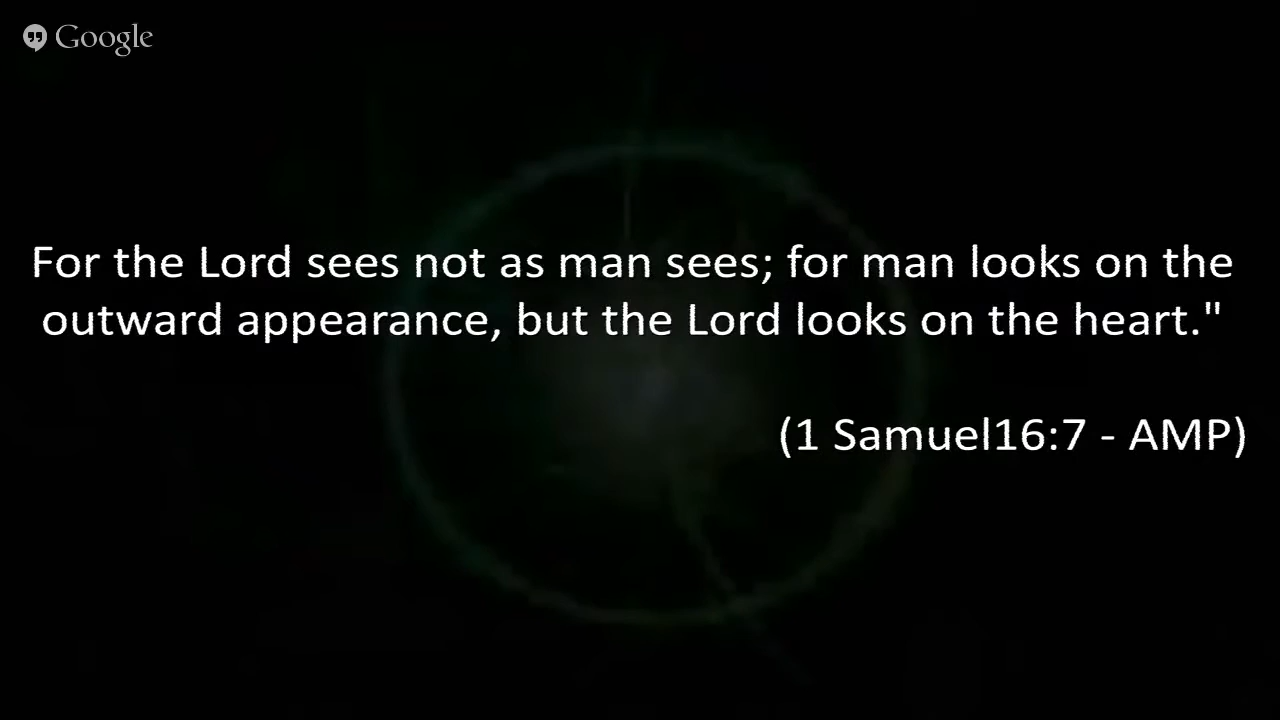 Google
For the Lord sees not as man sees; for man looks on the
outward appearance, but the Lord looks on the heart."
(1 Samuel16:7 - AMP)